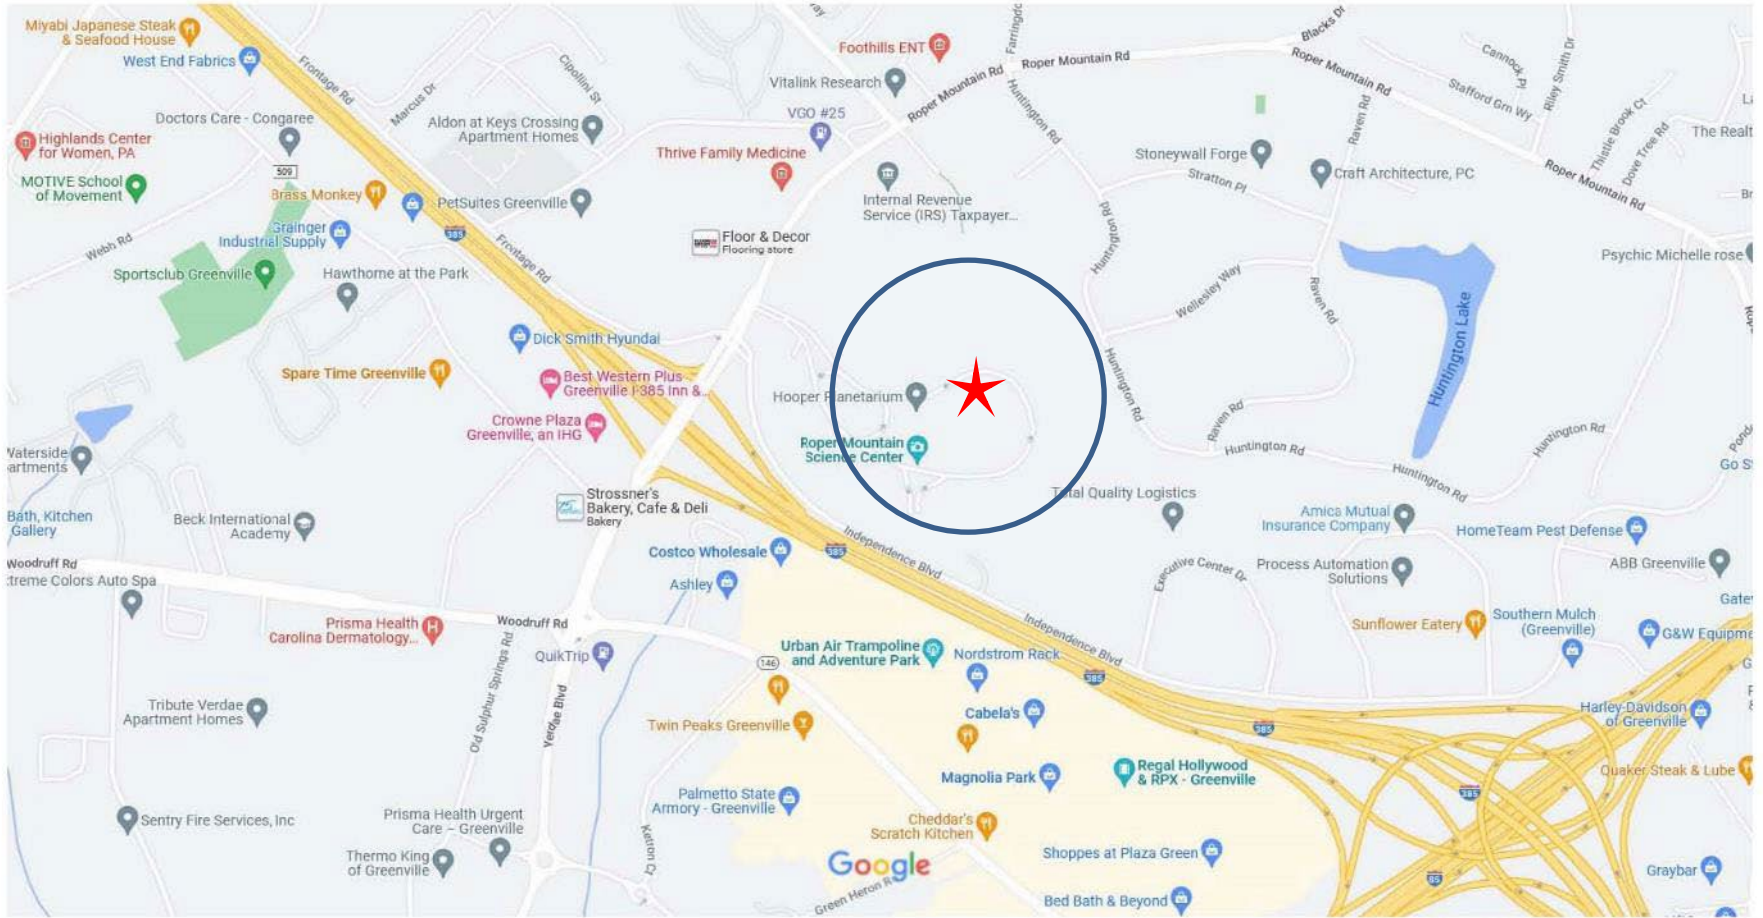 Miyabi Japanese Steak
& Seafood House
West End Fabrics
Frontage Rd
Marcus Dr
Cipollini St
Doctors Care - Congaree
Aldon at Keys Crossing
Apartment Homes
Highlands Center
for Women, PA
MOTIVE School
of Movement
509
Brass Monkey
PetSuites Greenville
Grainger
Industrial Supply
385
Frontage Rd
Webb Rd
Sportsclub Greenville
Hawthorne at the Park
Foothills ENT
Vitalink Research
VGO #25
Thrive Family Medicine
Internal Revenue
Service (IRS) Taxpayer...
Floor & Decor
Flooring store
Roper Mountain Rd
Roper Mountain Rd
Huntington Rd
Blacks Dr
Roper Mountain Rd
Cannock Pl
Stafford Grn Wy
Riley Smith Dr
Thistle Brook Ct
Dove Tree Rd
The Realt
Raven Rd
Stoneywall Forge
Craft Architecture, PC
Stratton Pl
Roper Mountain Rd
Huntington Rd
Wellesley Way
Raven Rd
Psychic Michelle rose
Huntington Lake
Dick Smith Hyundai
Spare Time Greenville
Best Western Plus
Greenville I-385 Inn &...
Crowne Plaza
Greenville, an IHG
Hooper Planetarium
Roper Mountain
Science Center
Huntington Rd
Raven Rd
Huntington Rd
Huntington Rd
Huntington Rd
Go S
Waterside
partments
Bath, Kitchen
Gallery
Beck International
Academy
Strossner's
Bakery, Cafe & Deli
Bakery
Costco Wholesale
Ashley
385
Independence Blvd
Total Quality Logistics
Amica Mutual
Insurance Company
HomeTeam Pest Defense
Executive Center Dr
Process Automation
Solutions
ABB Greenville
Woodruff Rd
treme Colors Auto Spa
Prisma Health
Carolina Dermatology...
Woodruff Rd
QuikTrip
Old Sulphur Springs Rd
Verdae Blvd
146
Urban Air Trampoline
and Adventure Park
Nordstrom Rack
Independence Blvd
385
Sunflower Eatery
Southern Mulch
(Greenville)
Gate
G&W Equipme
Tribute Verdae
Apartment Homes
Twin Peaks Greenville
Cabela's
385
Harley-Davidson
of Greenville
Magnolia Park
Regal Hollywood
& RPX - Greenville
Quaker Steak & Lube
385
Palmetto State
Armory - Greenville
Sentry Fire Services, Inc
Prisma Health Urgent
Care - Greenville
Thermo King
of Greenville
Ketron Ct
Cheddar's
Scratch Kitchen
Google
Green Heron R
Shoppes at Plaza Green
Bed Bath & Beyond
85
Graybar